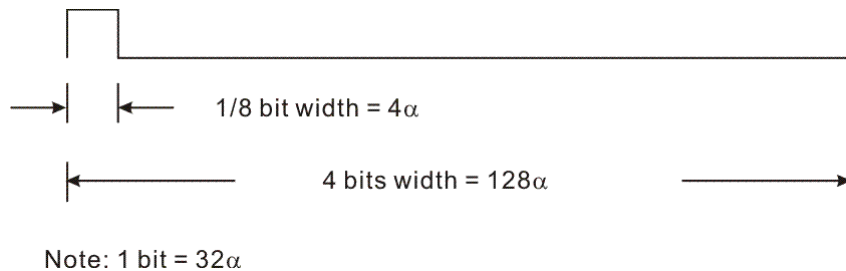 1/8 bit width = 4α
4 bits width = 128α
Note: 1 bit = 32α